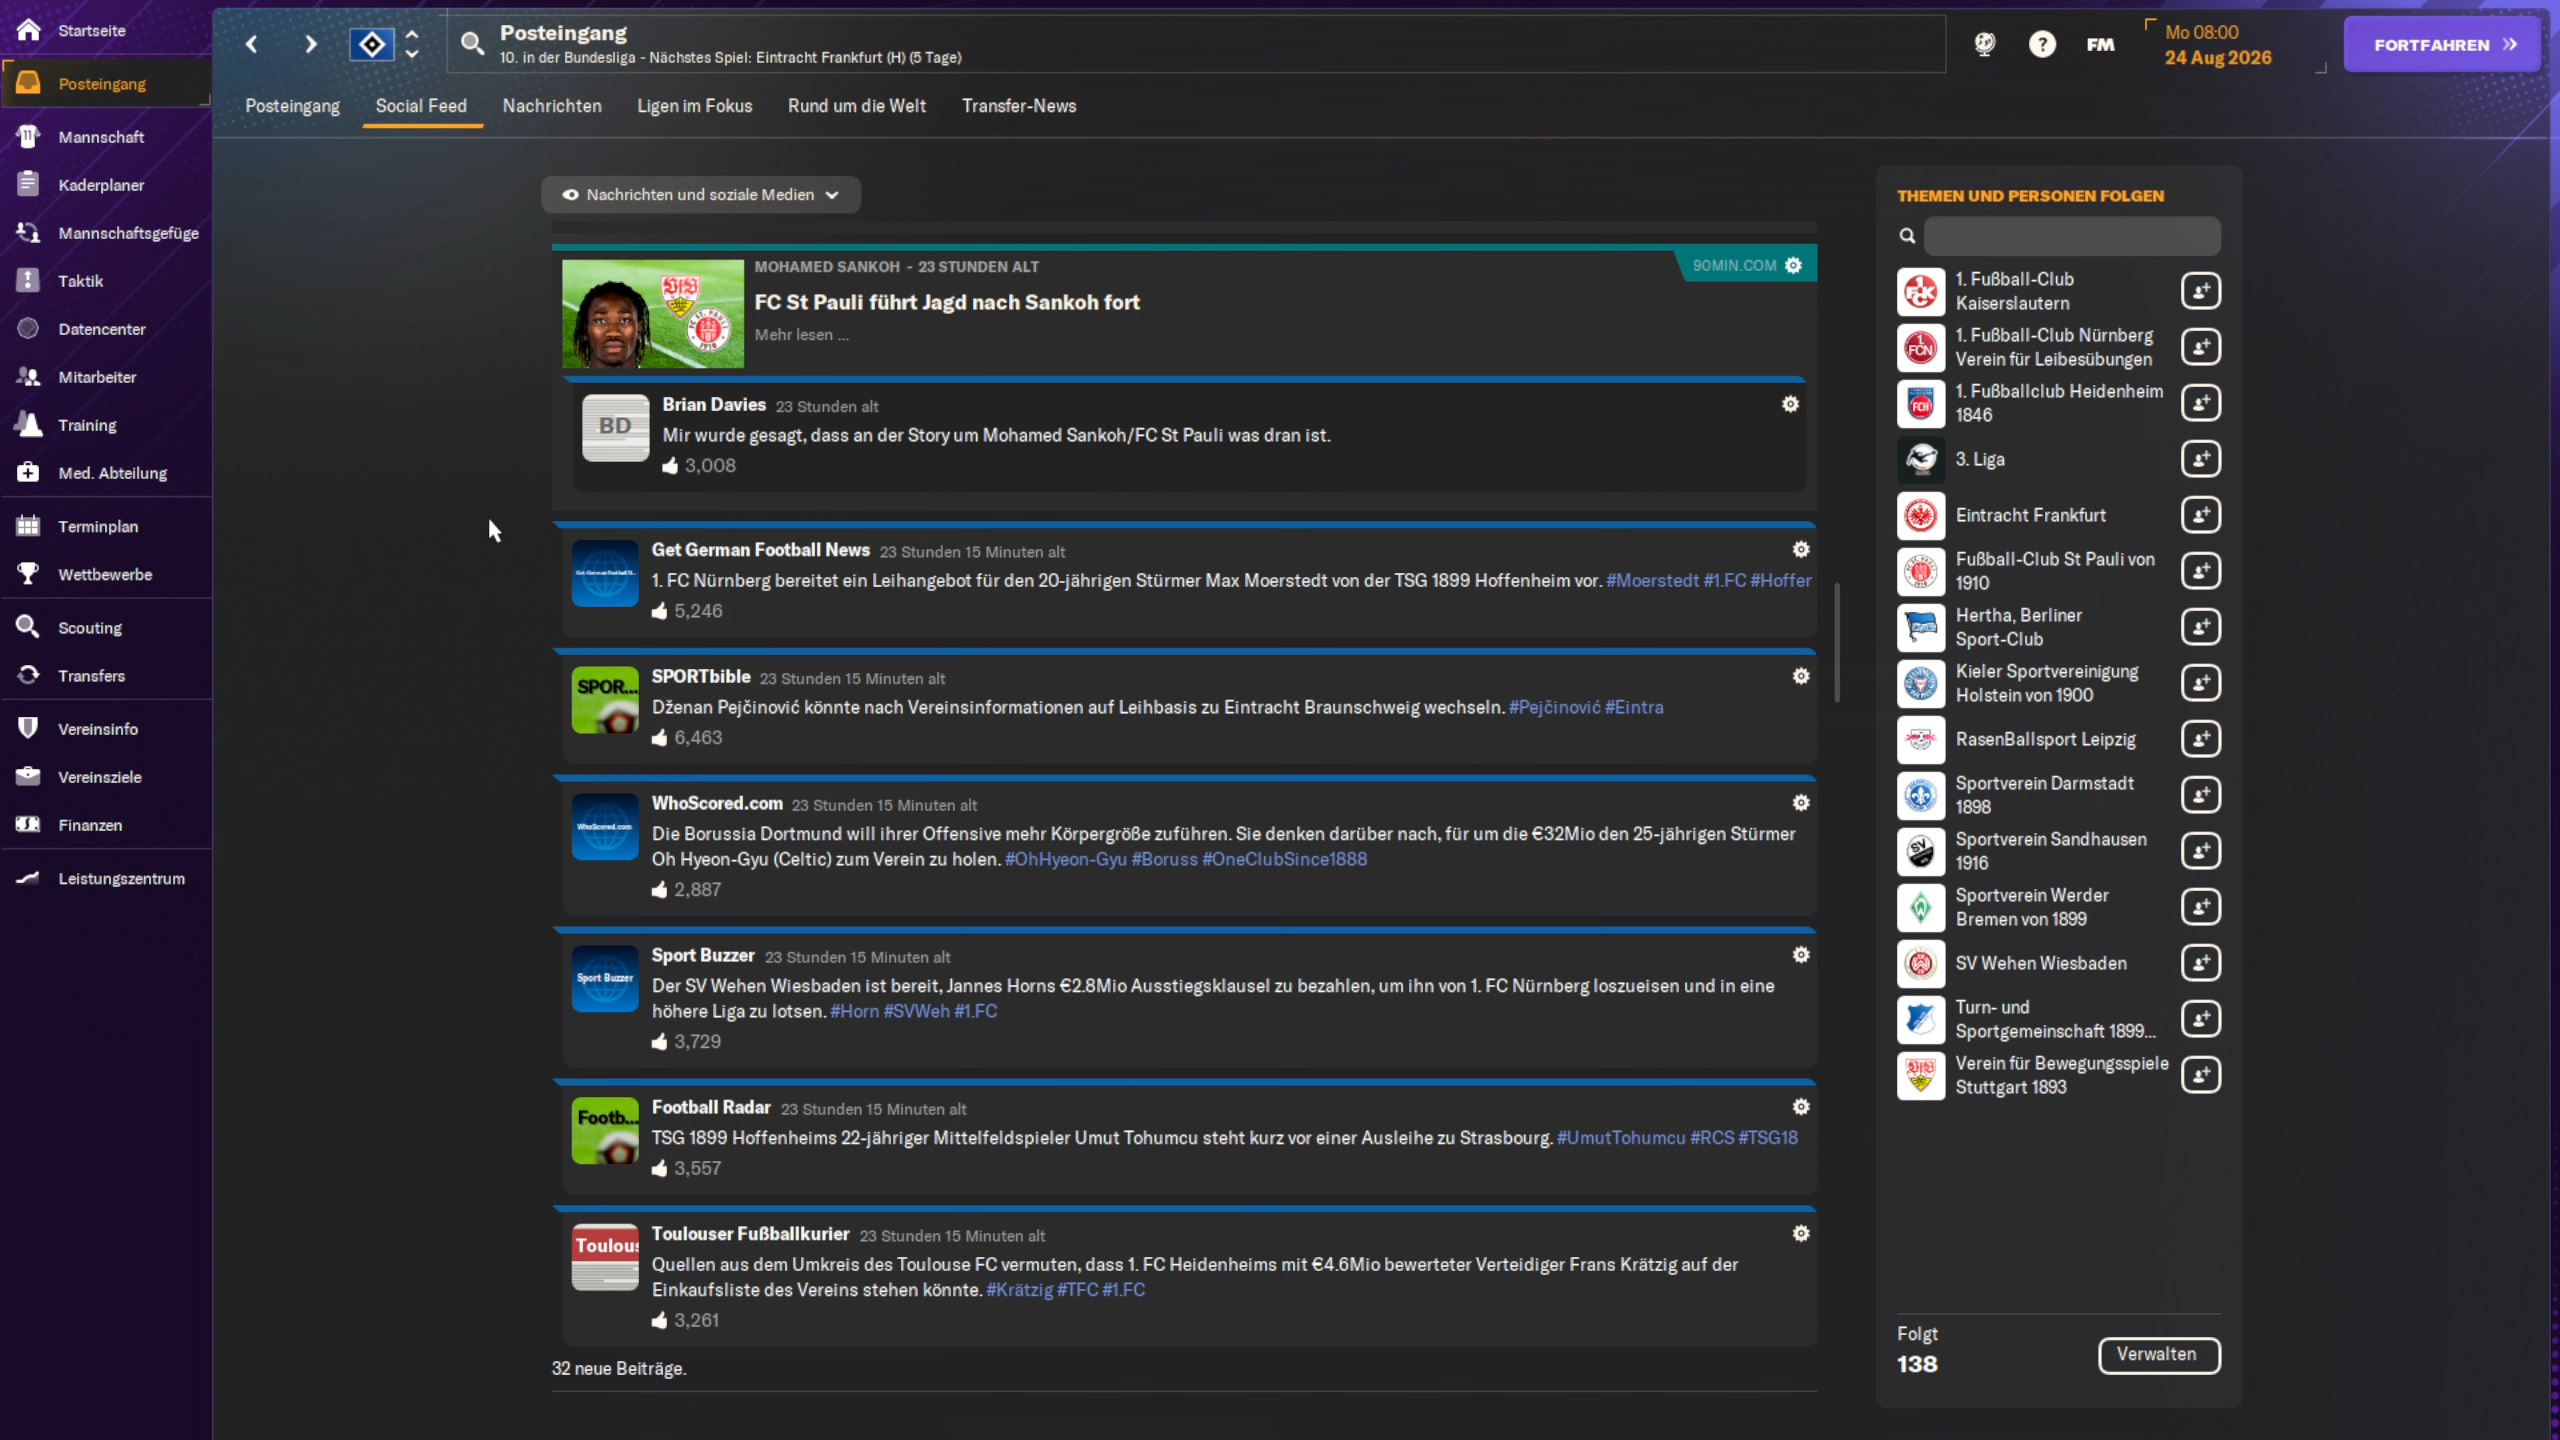 Startseite
Posteingang
Mannschaft
Kaderplaner
Mannschaftsgefüge
Taktik
Datencenter
Mitarbeiter
Training
Med. Abteilung
Terminplan
Wettbewerbe
Scouting
Transfers
Vereinsinfo
Vereinsziele
Finanzen
Leistungszentrum
Posteingang
10. in der Bundesliga - Nächstes Spiel: Eintracht Frankfurt (H) (5 Tage)
FM
Mo 08:00
24 Aug 2026
FORTFAHREN
Posteingang Social Feed Nachrichten Ligen im Fokus Rund um die Welt Transfer-News
Nachrichten und soziale Medien
MOHAMED SANKOH - 23 STUNDEN ALT
90MIN.COM
FC St Pauli führt Jagd nach Sankoh fort
Mehr lesen ...
BD
Brian Davies 23 Stunden alt
Mir wurde gesagt, dass an der Story um Mohamed Sankoh/FC St Pauli was dran ist.
3,008
Get German Football News 23 Stunden 15 Minuten alt
1. FC Nürnberg bereitet ein Leihangebot für den 20-jährigen Stürmer Max Moerstedt von der TSG 1899 Hoffenheim vor. #Moerstedt #1.FC #Hoffer
5,246
SPOR...
SPORTbible 23 Stunden 15 Minuten alt
Dženan Pejčinović könnte nach Vereinsinformationen auf Leihbasis zu Eintracht Braunschweig wechseln. #Pejčinović #Eintra
6,463
WhoScored.com
WhoScored.com 23 Stunden 15 Minuten alt
Die Borussia Dortmund will ihrer Offensive mehr Körpergröße zuführen. Sie denken darüber nach, für um die €32Mio den 25-jährigen Stürmer
Oh Hyeon-Gyu (Celtic) zum Verein zu holen. #OhHyeon-Gyu #Boruss #OneClubSince1888
2,887
Sport Buzzer
Sport Buzzer 23 Stunden 15 Minuten alt
Der SV Wehen Wiesbaden ist bereit, Jannes Horns €2.8Mio Ausstiegsklausel zu bezahlen, um ihn von 1. FC Nürnberg loszueisen und in eine
höhere Liga zu lotsen. #Horn #SVWeh #1.FC
3,729
Footb...
Football Radar 23 Stunden 15 Minuten alt
TSG 1899 Hoffenheims 22-jähriger Mittelfeldspieler Umut Tohumcu steht kurz vor einer Ausleihe zu Strasbourg. #UmutTohumcu #RCS #TSG18
3,557
Toulous
Toulouser Fußballkurier 23 Stunden 15 Minuten alt
Quellen aus dem Umkreis des Toulouse FC vermuten, dass 1. FC Heidenheims mit €4.6Mio bewerteter Verteidiger Frans Krätzig auf der
Einkaufsliste des Vereins stehen könnte. #Krätzig #TFC #1.FC
3,261
32 neue Beiträge.
THEMEN UND PERSONEN FOLGEN
1. Fußball-Club
Kaiserslautern
1. Fußball-Club Nürnberg
Verein für Leibesübungen
1. Fußballclub Heidenheim
1846
3. Liga
Eintracht Frankfurt
Fußball-Club St Pauli von
1910
Hertha, Berliner
Sport-Club
Kieler Sportvereinigung
Holstein von 1900
RasenBallsport Leipzig
Sportverein Darmstadt
1898
Sportverein Sandhausen
1916
Sportverein Werder
Bremen von 1899
SV Wehen Wiesbaden
Turn- und
Sportgemeinschaft 1899...
Verein für Bewegungsspiele
Stuttgart 1893
Folgt
138
Verwalten